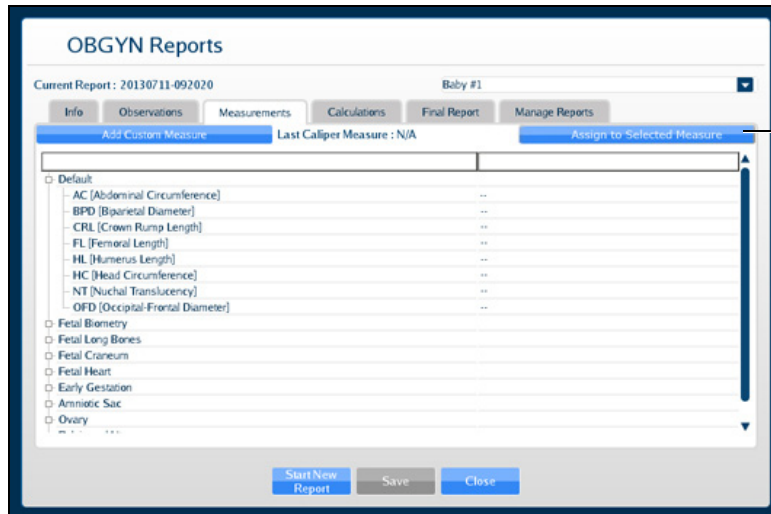 OBGYN Reports
Current Report : 20130711-092020 Baby #1
Info Observations Measurements Calculations Final Report Manage Reports
Add Custom Measure Last Caliper Measure : N/A Assign to Selected Measure
Default
AC [Abdominal Circumference] --
BPD [Biparietal Diameter] --
CRL [Crown Rump Length] --
FL [Femoral Length] --
HL [Humerus Length] --
HC [Head Circumference] --
NT [Nuchal Translucency] --
OFD [Occipital-Frontal Diameter] --
Fetal Biometry
Fetal Long Bones
Fetal Craneum
Fetal Heart
Early Gestation
Amniotic Sac
Ovary
Start New
Report
Save Close